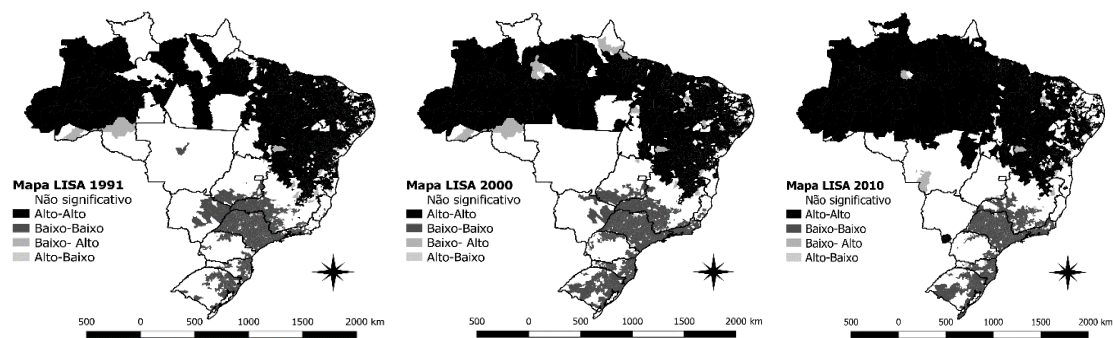 Mapa LISA 1991
Não significativo
Alto-Alto
Baixo-Baixo
Baixo- Alto
Alto-Baixo
500 0 500 1000 1500 2000 km
Mapa LISA 2000
Não significativo
Alto-Alto
Baixo-Baixo
Baixo- Alto
Alto-Baixo
500 0 500 1000 1500 2000 km
Mapa LISA 2010
Não significativo
Alto-Alto
Baixo-Baixo
Baixo- Alto
Alto-Baixo
500 0 500 1000 1500 2000 km